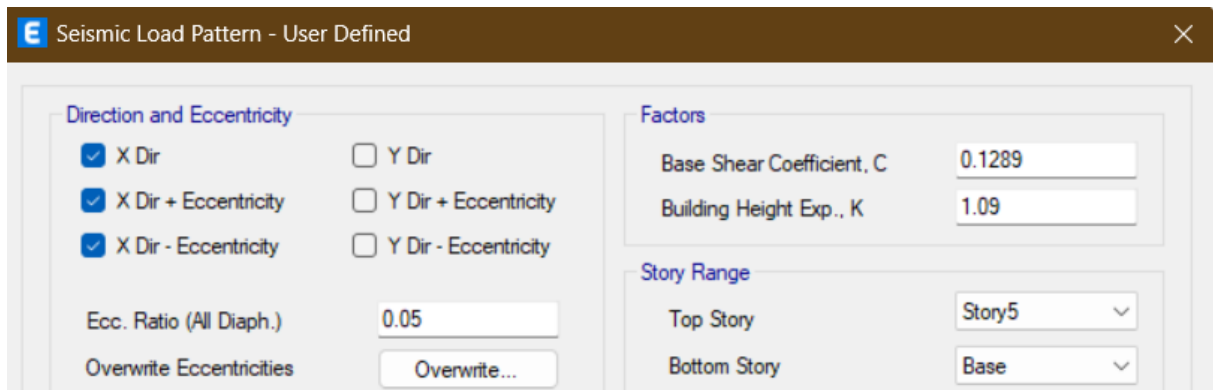 E Seismic Load Pattern - User Defined
Direction and Eccentricity
X Dir
Y Dir
X Dir + Eccentricity
Y Dir + Eccentricity
X Dir - Eccentricity
Y Dir - Eccentricity
Ecc. Ratio (All Diaph.) 0.05
Overwrite Eccentricities Overwrite...
Factors
Base Shear Coefficient, C 0.1289
Building Height Exp., K 1.09
Story Range
Top Story Story5
Bottom Story Base